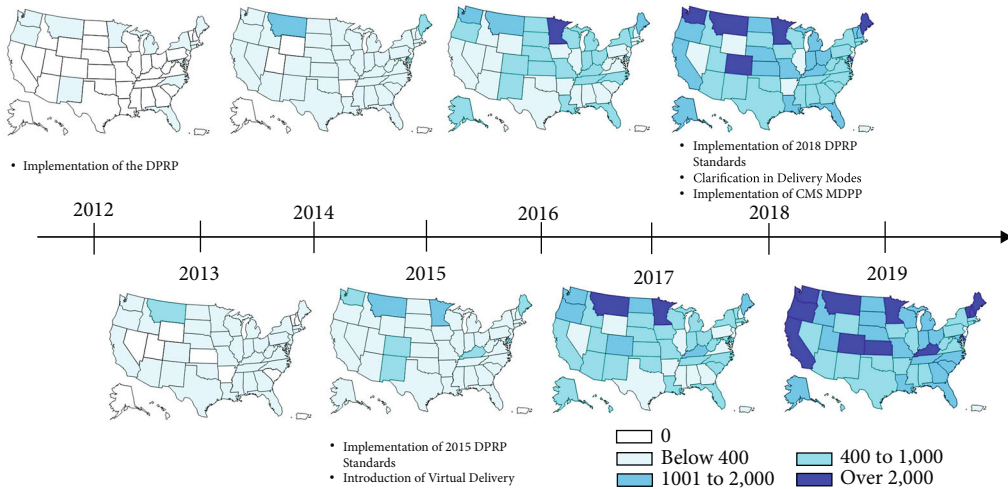 • Implementation of the DPRP
• Implementation of 2018 DPRP
Standards
• Clarification in Delivery Modes
• Implementation of CMS MDPP
2012
2014
2016
2018
2013
2015
2017
2019
• Implementation of 2015 DPRP
Standards
• Introduction of Virtual Delivery
0
Below 400
400 to 1,000
1001 to 2,000
Over 2,000